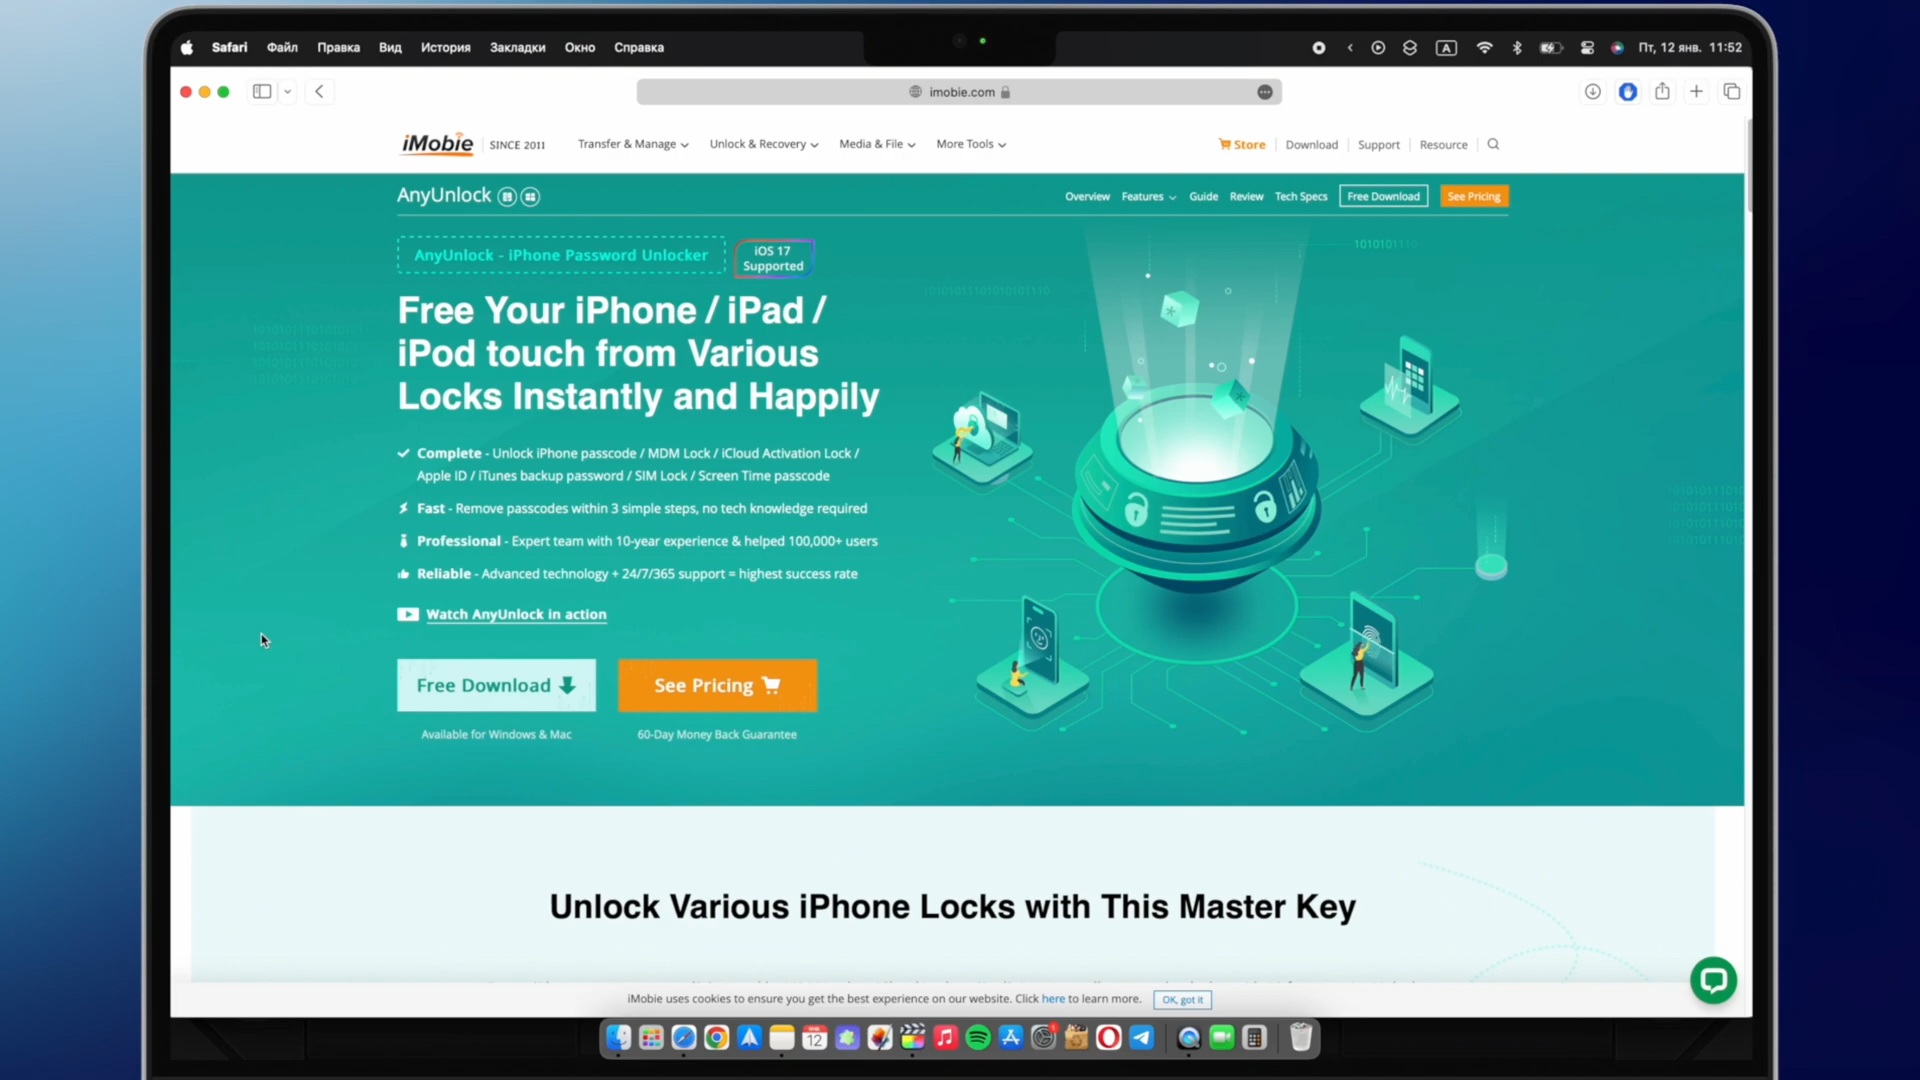 Safari Файл Правка Вид История Закладки Окно Справка
A Пт, 12 янв. 11:52
imobie.com
iMobie SINCE 2011 Transfer & Manage Unlock & Recovery Media & File More Tools Store Download Support Resource
AnyUnlock Overview Features Guide Review Tech Specs Free Download See Pricing
AnyUnlock - iPhone Password Unlocker
iOS 17
Supported
Free Your iPhone / iPad /
iPod touch from Various
Locks Instantly and Happily
Complete - Unlock iPhone passcode / MDM Lock / iCloud Activation Lock /
Apple ID / iTunes backup password / SIM Lock / Screen Time passcode
Fast - Remove passcodes within 3 simple steps, no tech knowledge required
Professional - Expert team with 10-year experience & helped 100,000+ users
Reliable - Advanced technology + 24/7/365 support = highest success rate
Watch AnyUnlock in action
Free Download See Pricing
Available for Windows & Mac 60-Day Money Back Guarantee
Unlock Various iPhone Locks with This Master Key
iMobie uses cookies to ensure you get the best experience on our website. Click here to learn more. OK, got it
12